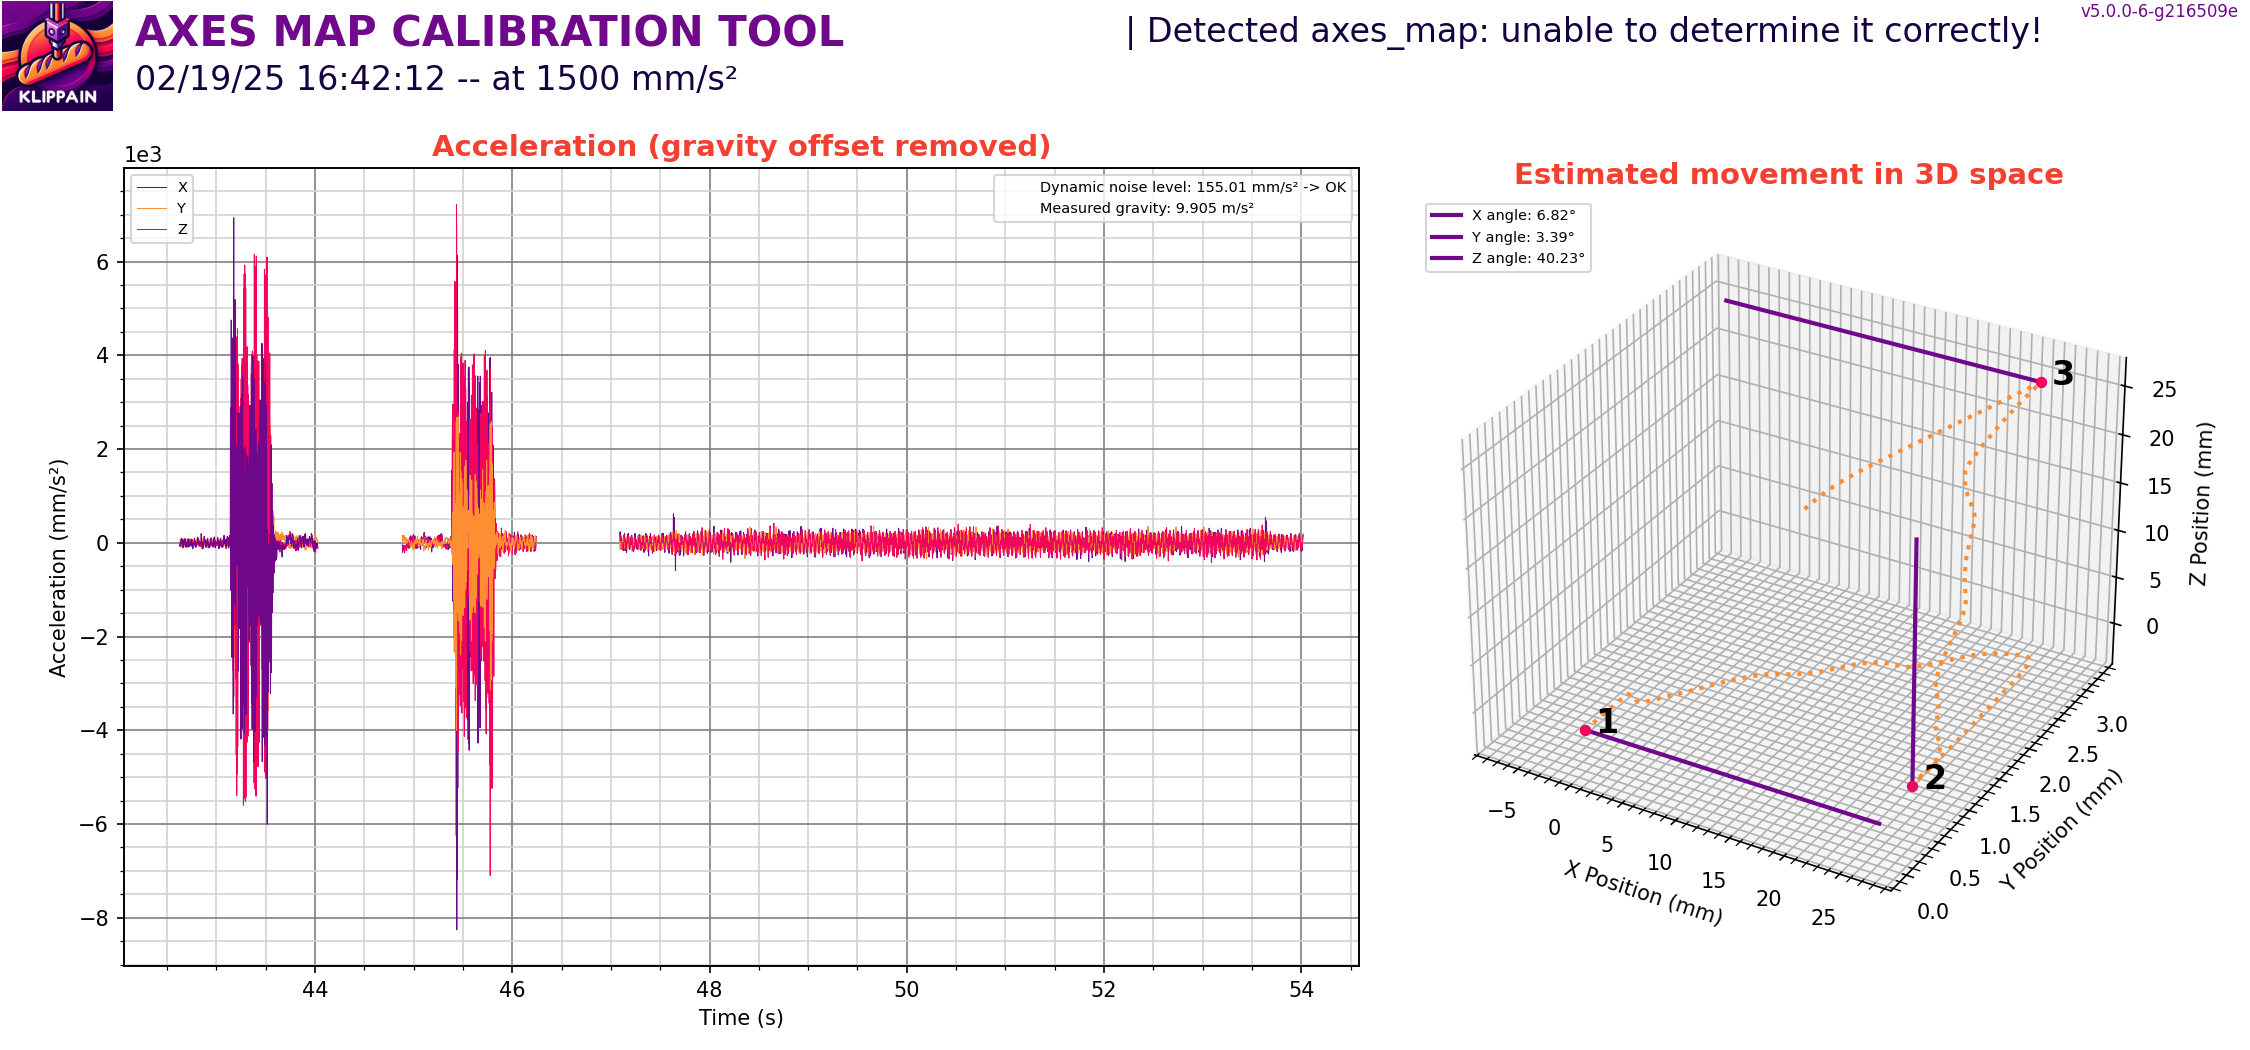 KLIPPAIN
AXES MAP CALIBRATION TOOL
02/19/25 16:42:12 -- at 1500 mm/s²
| Detected axes_map: unable to determine it correctly!
v5.0.0-6-g216509e
Acceleration (gravity offset removed)
1e3
X
Y
Z
Dynamic noise level: 155.01 mm/s² -> OK
Measured gravity: 9.905 m/s²
Acceleration (mm/s²)
6
4
2
0
−2
−4
−6
−8
44
46
48
50
52
54
Time (s)
Estimated movement in 3D space
X angle: 6.82°
Y angle: 3.39°
Z angle: 40.23°
1
2
3
−5
0
5
10
15
20
25
X Position (mm)
0.0
0.5
1.0
1.5
2.0
2.5
3.0
Y Position (mm)
0
5
10
15
20
25
Z Position (mm)